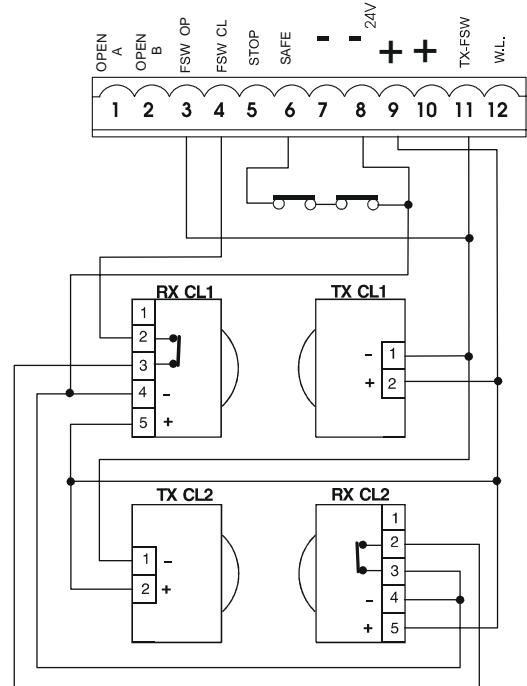 OPEN A
OPEN B
FSW OP
FSW CL
STOP
SAFE
-
-
24V
+
+
TX-FSW
W.L.
1 2 3 4 5 6 7 8 9 10 11 12
RX CL1
1
2
3
4 -
5 +
TX CL1
- 1
+ 2
TX CL2
1 -
2 +
RX CL2
1
2
3
- 4
+ 5